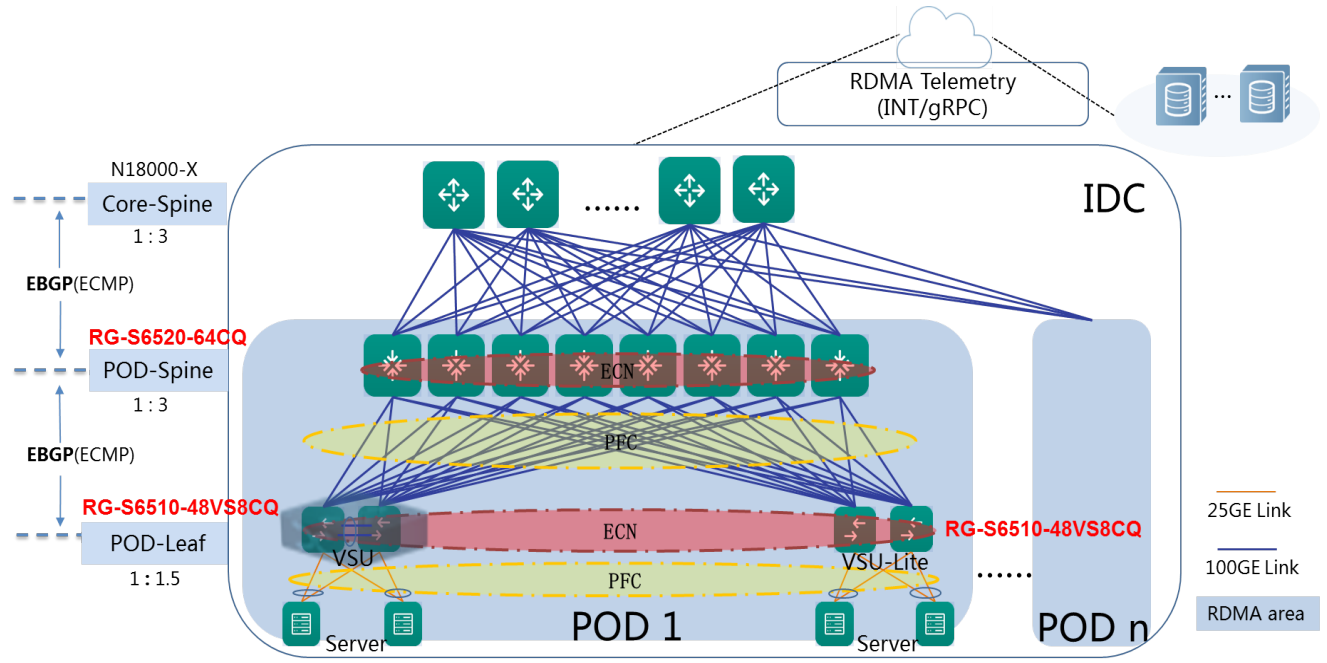 RDMA Telemetry
(INT/gRPC)
...
N18000-X
Core-Spine
1 : 3
......
IDC
EBGP(ECMP)
RG-S6520-64CQ
POD-Spine
1 : 3
ECN
EBGP(ECMP)
PFC
RG-S6510-48VS8CQ
POD-Leaf
1 : 1.5
VSU
ECN
RG-S6510-48VS8CQ
VSU-Lite
PFC
......
Server
POD 1
Server
POD n
25GE Link
100GE Link
RDMA area